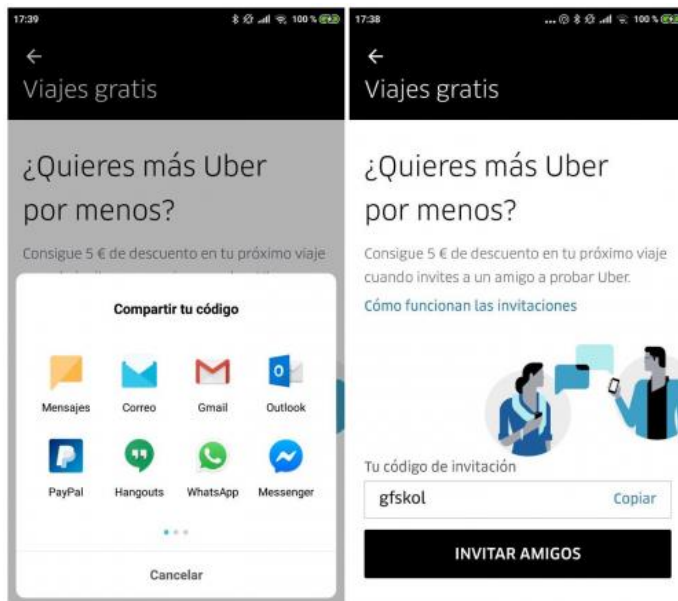 17:39
100 %
Viajes gratis
¿Quieres más Uber
por menos?
Consigue 5 € de descuento en tu próximo viaje
Compartir tu código
Mensajes Correo Gmail Outlook
PayPal Hangouts WhatsApp Messenger
Cancelar
17:38
... 100 %
Viajes gratis
¿Quieres más Uber
por menos?
Consigue 5 € de descuento en tu próximo viaje
cuando invites a un amigo a probar Uber.
Cómo funcionan las invitaciones
Tu código de invitación
gfskol Copiar
INVITAR AMIGOS